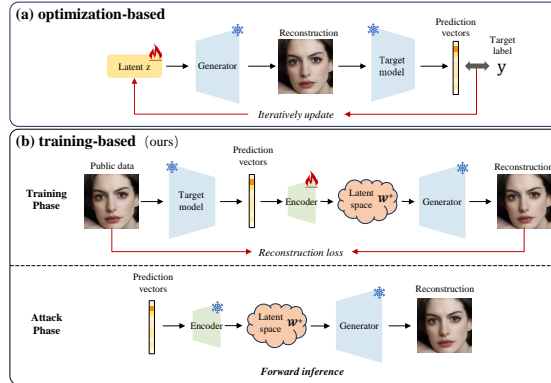 (a) optimization-based
Latent z
Generator
Reconstruction
Target
model
Prediction
vectors
Target
label
y
Iteratively update
(b) training-based (ours)
Training
Phase
Public data
Target
model
Prediction
vectors
Encoder
Latent
space 𝒲⁺
Generator
Reconstruction
Reconstruction loss
Attack
Phase
Prediction
vectors
Encoder
Latent
space 𝒲⁺
Generator
Reconstruction
Forward inference